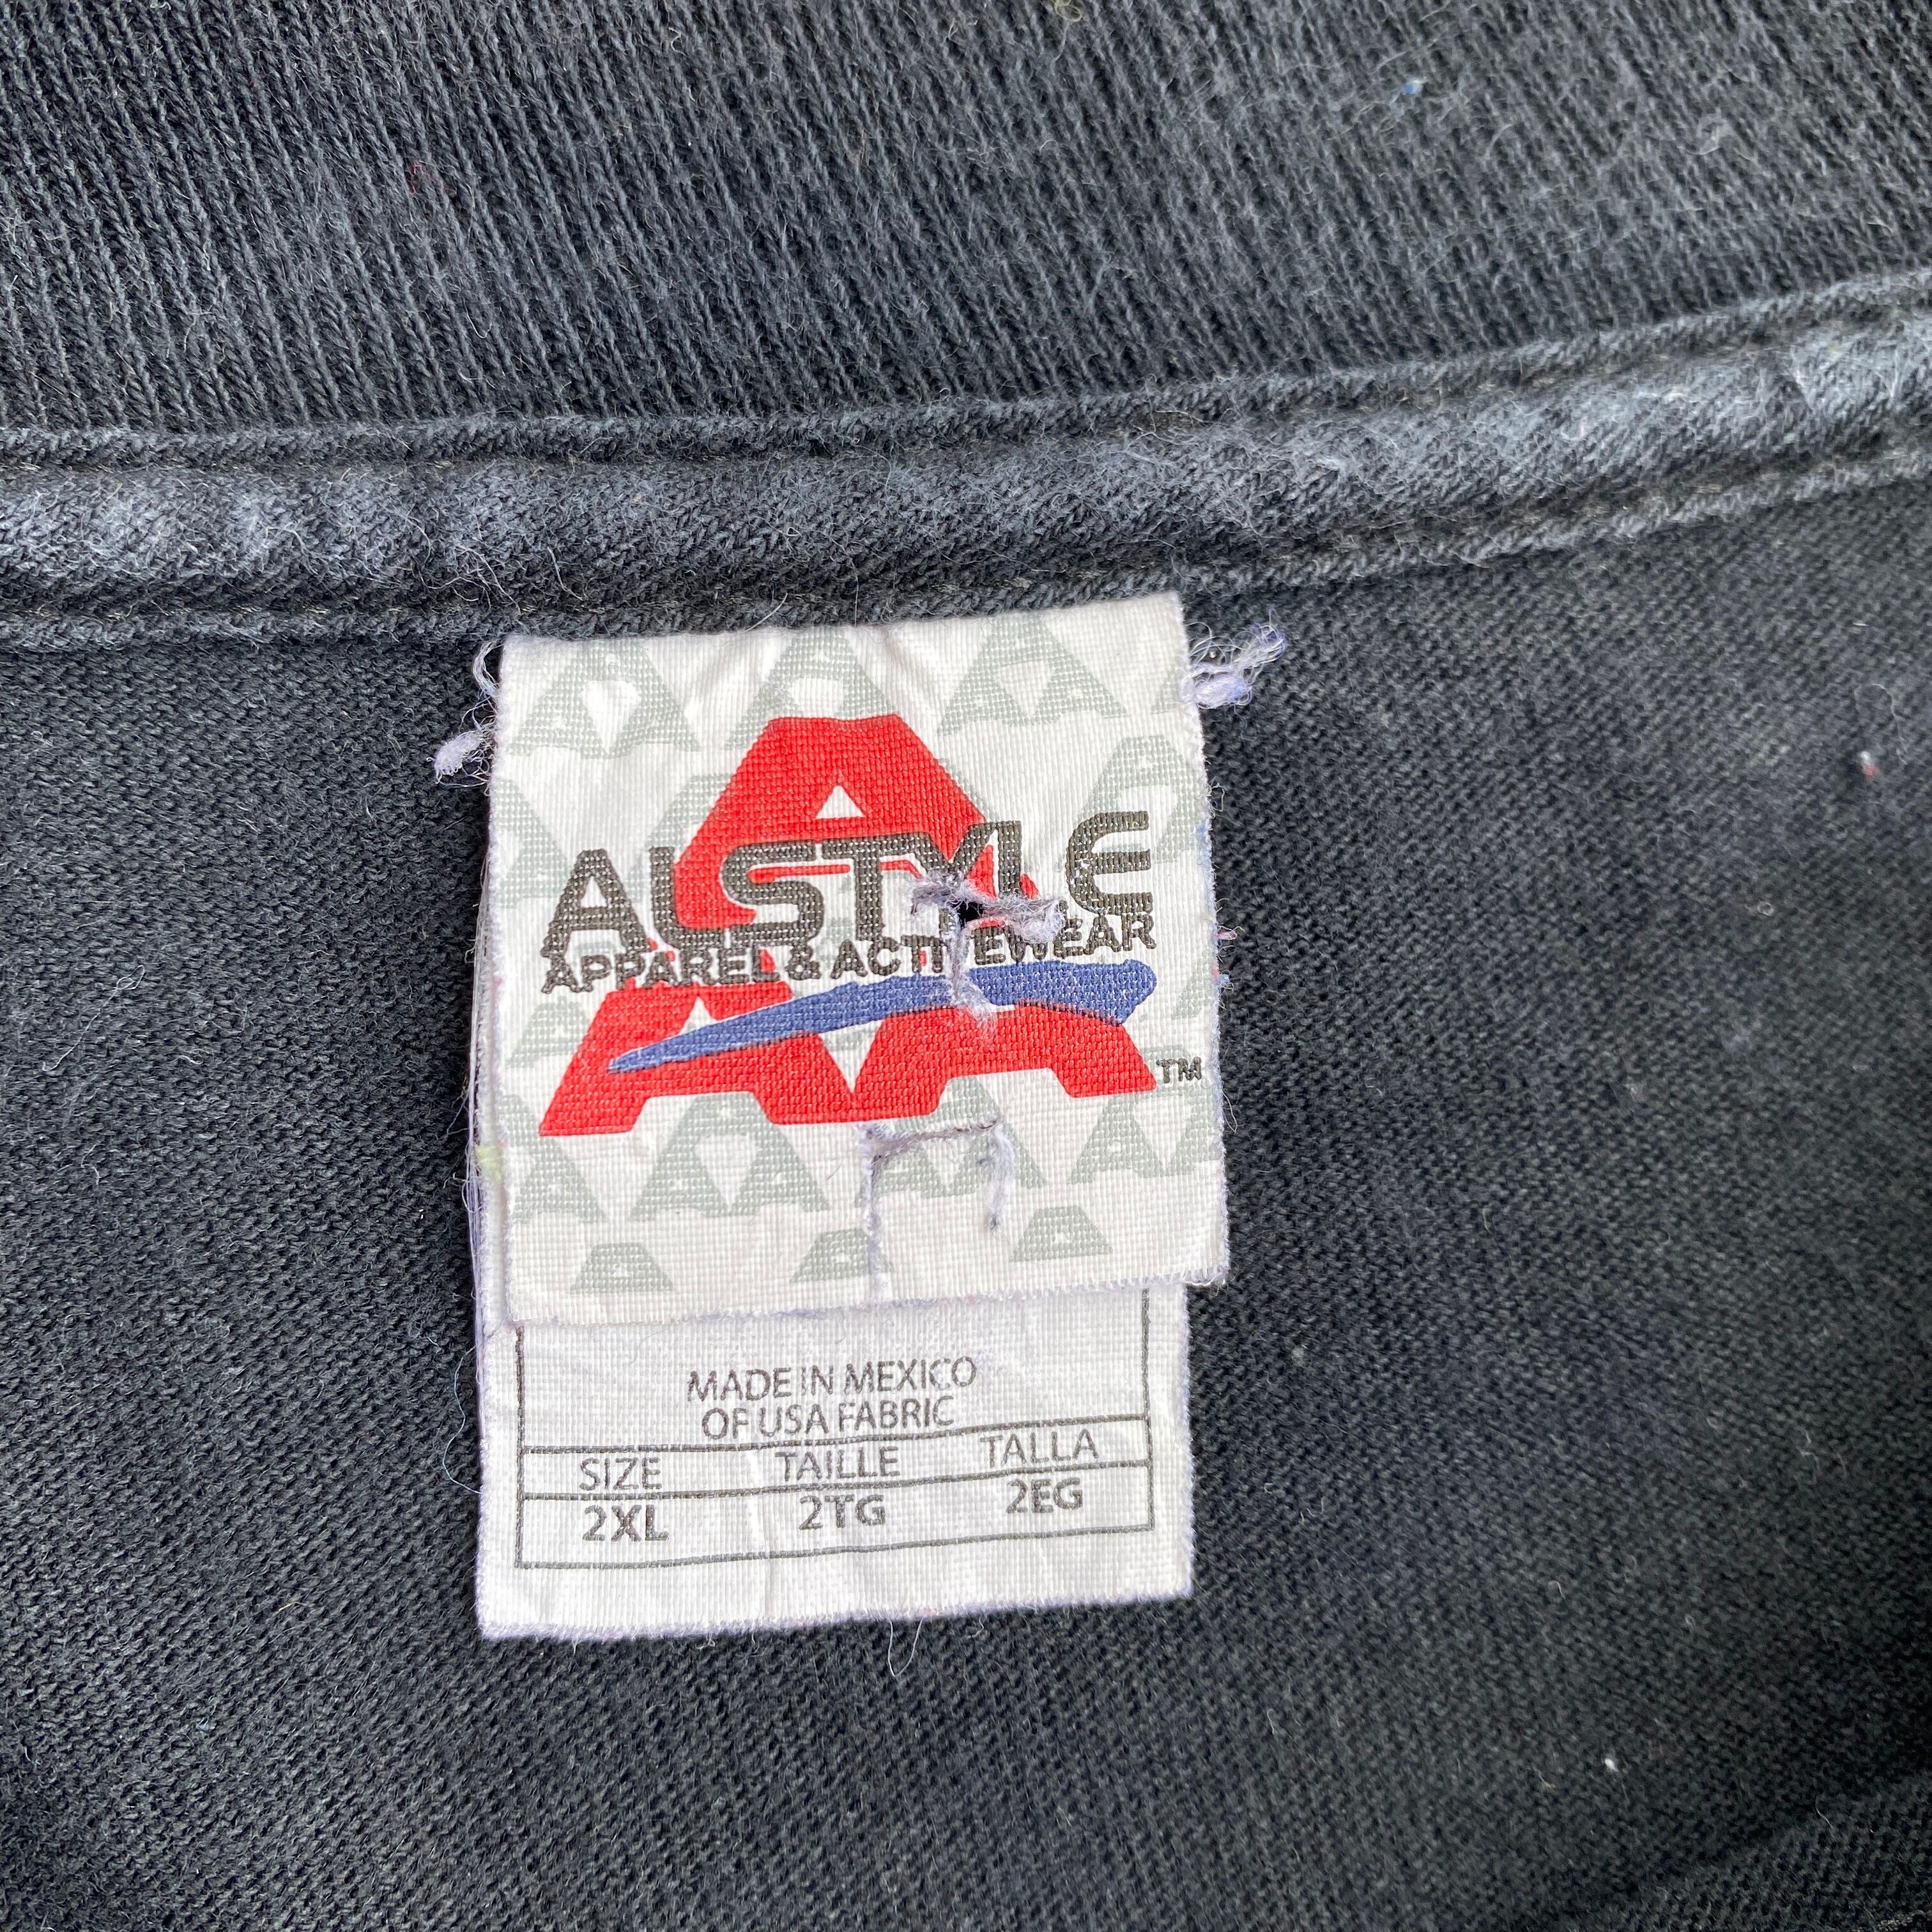 ALSTYLE
APPAREL & ACTIVEWEAR
TM
MADE IN MEXICO
OF USA FABRIC
SIZE TAILLE TALLA
2XL 2TG 2EG